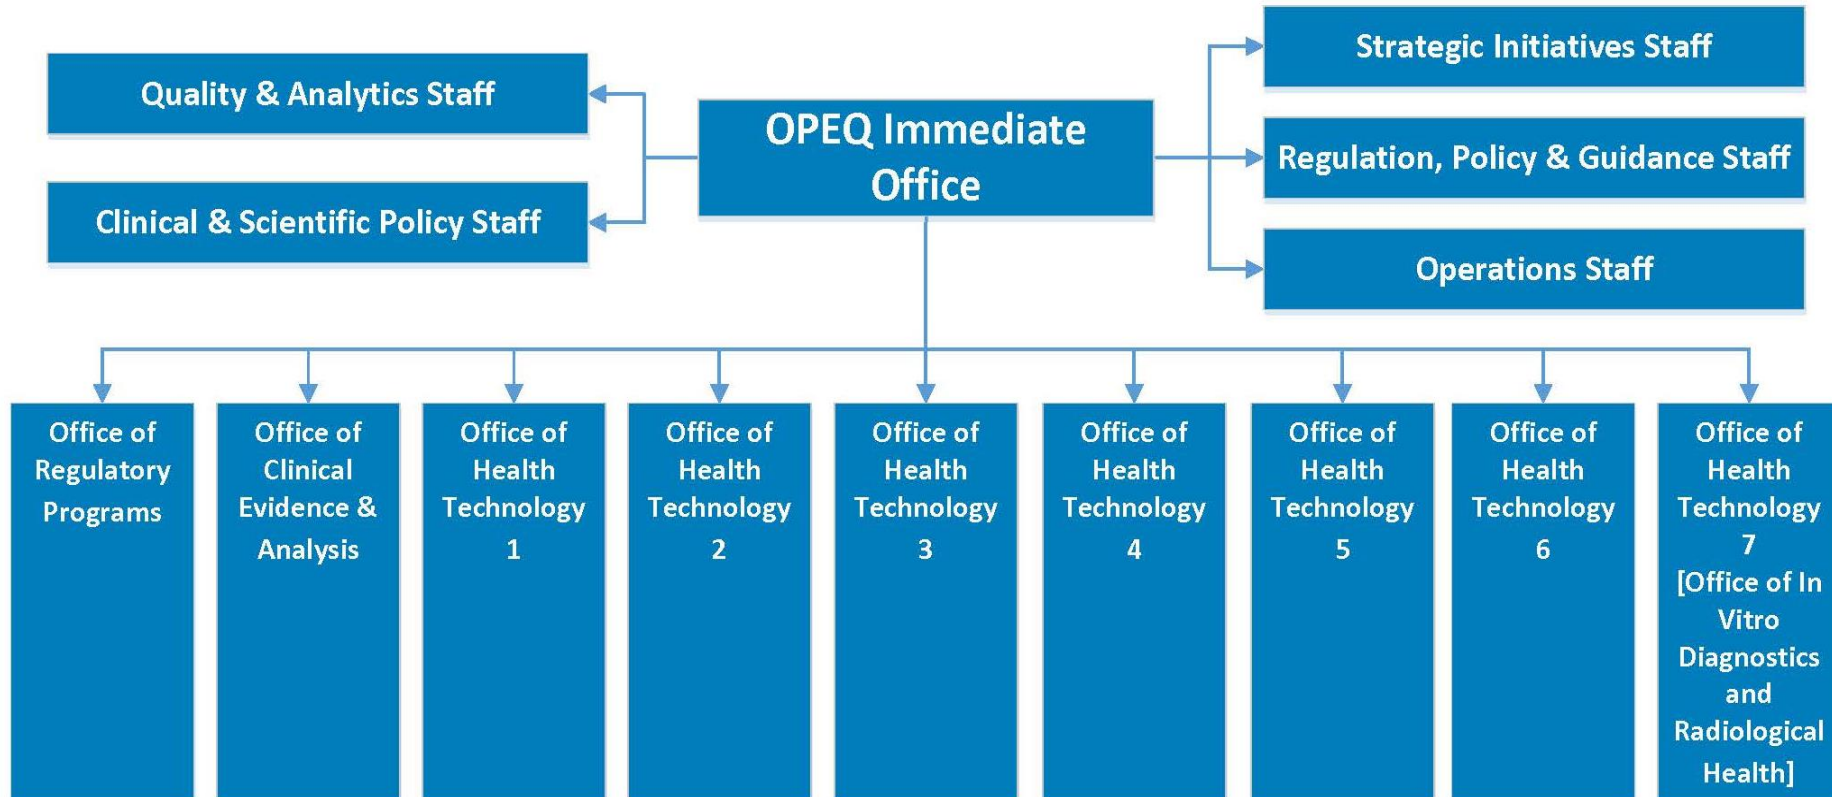 Quality & Analytics Staff
Clinical & Scientific Policy Staff
OPEQ Immediate
Office
Strategic Initiatives Staff
Regulation, Policy & Guidance Staff
Operations Staff
Office of
Regulatory
Programs
Office of
Clinical
Evidence &
Analysis
Office of
Health
Technology
1
Office of
Health
Technology
2
Office of
Health
Technology
3
Office of
Health
Technology
4
Office of
Health
Technology
5
Office of
Health
Technology
6
Office of
Health
Technology
7
[Office of In
Vitro
Diagnostics
and
Radiological
Health]